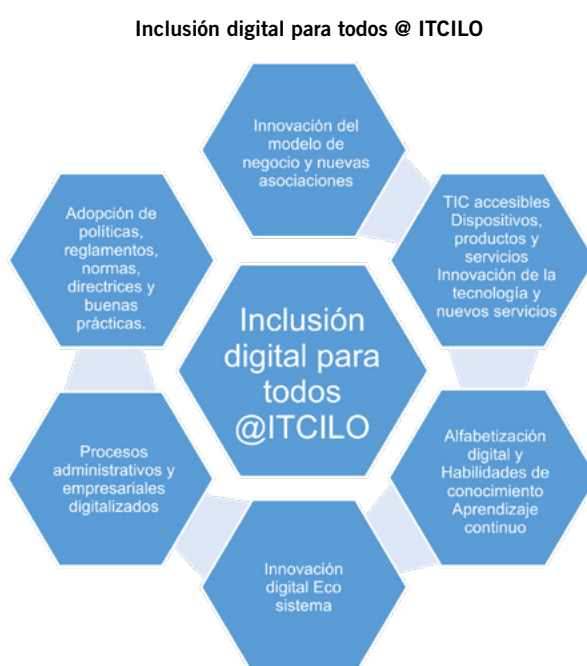 Inclusión digital para todos @ ITCILO
Innovación del
modelo de
negocio y nuevas
asociaciones
TIC accesibles
Dispositivos,
productos y
servicios
Innovación de la
tecnología y
nuevos servicios
Adopción de
políticas,
reglamentos,
normas,
directrices y
buenas
prácticas.
Inclusión
digital para
todos
@ITCILO
Alfabetización
digital y
Habilidades de
conocimiento
Aprendizaje
continuo
Procesos
administrativos y
empresariales
digitalizados
Innovación
digital Eco
sistema